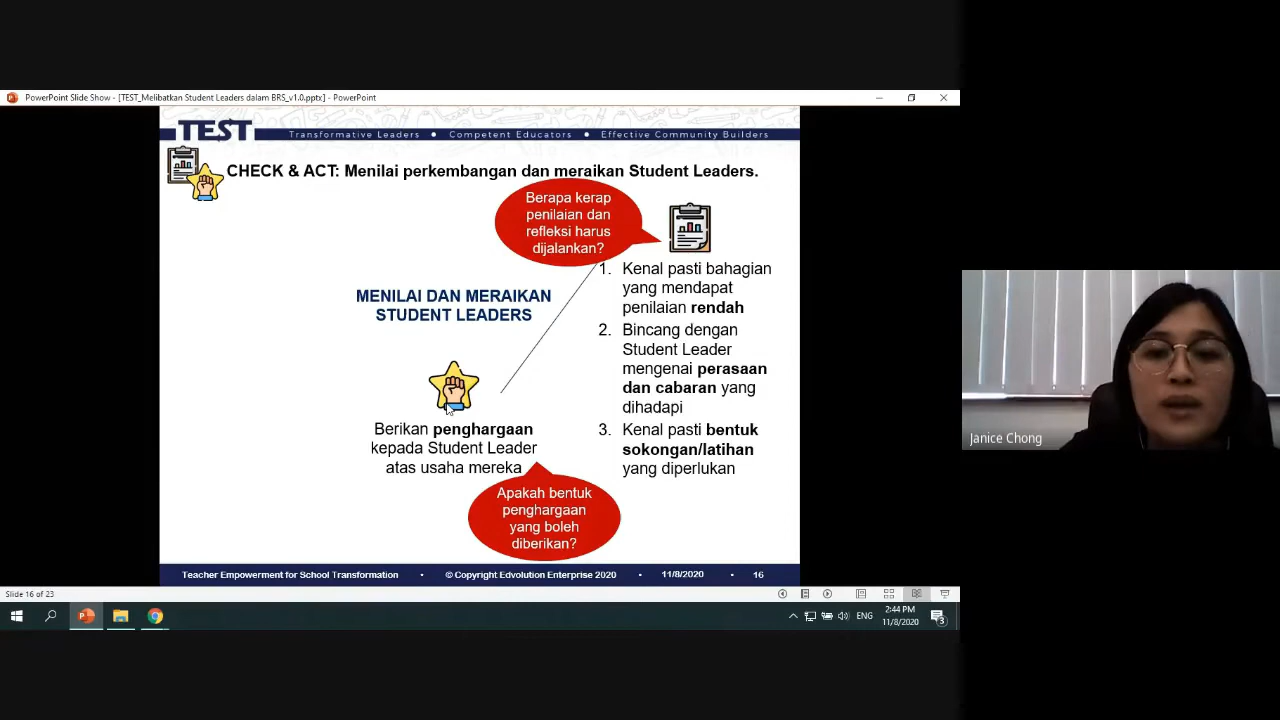 PowerPoint Slide Show - [TEST_Melibatkan Student Leaders dalam BRS_v1.0.pptx] - PowerPoint
TEST
Transformative Leaders • Competent Educators • Effective Community Builders
CHECK & ACT: Menilai perkembangan dan meraikan Student Leaders.
Berapa kerap
penilaian dan
refleksi harus
dijalankan?
MENILAI DAN MERAIKAN
STUDENT LEADERS
1. Kenal pasti bahagian
yang mendapat
penilaian rendah
2. Bincang dengan
Student Leader
mengenai perasaan
dan cabaran yang
dihadapi
3. Kenal pasti bentuk
sokongan/latihan
yang diperlukan
Berikan penghargaan
kepada Student Leader
atas usaha mereka
Apakah bentuk
penghargaan
yang boleh
diberikan?
Teacher Empowerment for School Transformation • © Copyright Edvolution Enterprise 2020 • 11/8/2020 • 16
Slide 16 of 23
ENG
2:44 PM
11/8/2020
3
Janice Chong